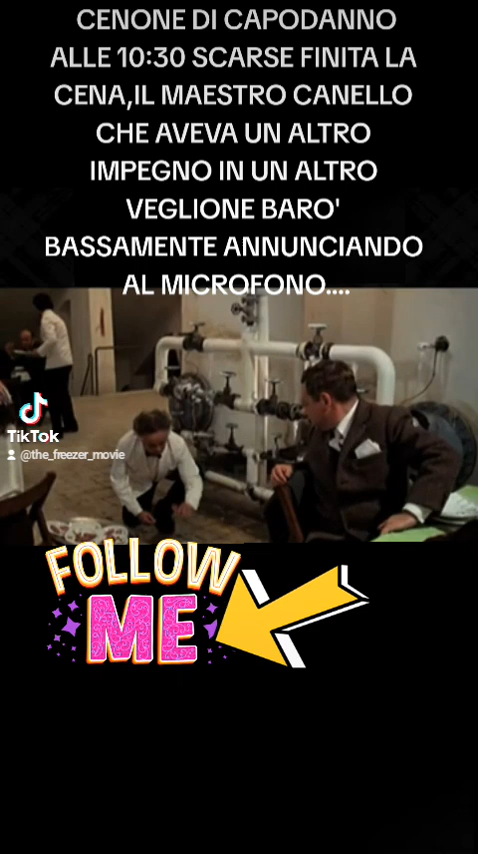 CENONE DI CAPODANNO
ALLE 10:30 SCARSE FINITA LA
CENA,IL MAESTRO CANELLO
CHE AVEVA UN ALTRO
IMPEGNO IN UN ALTRO
VEGLIONE BARO'
BASSAMENTE ANNUNCIANDO
AL MICROFONO....
TikTok
@the_freezer_movie
FOLLOW
ME